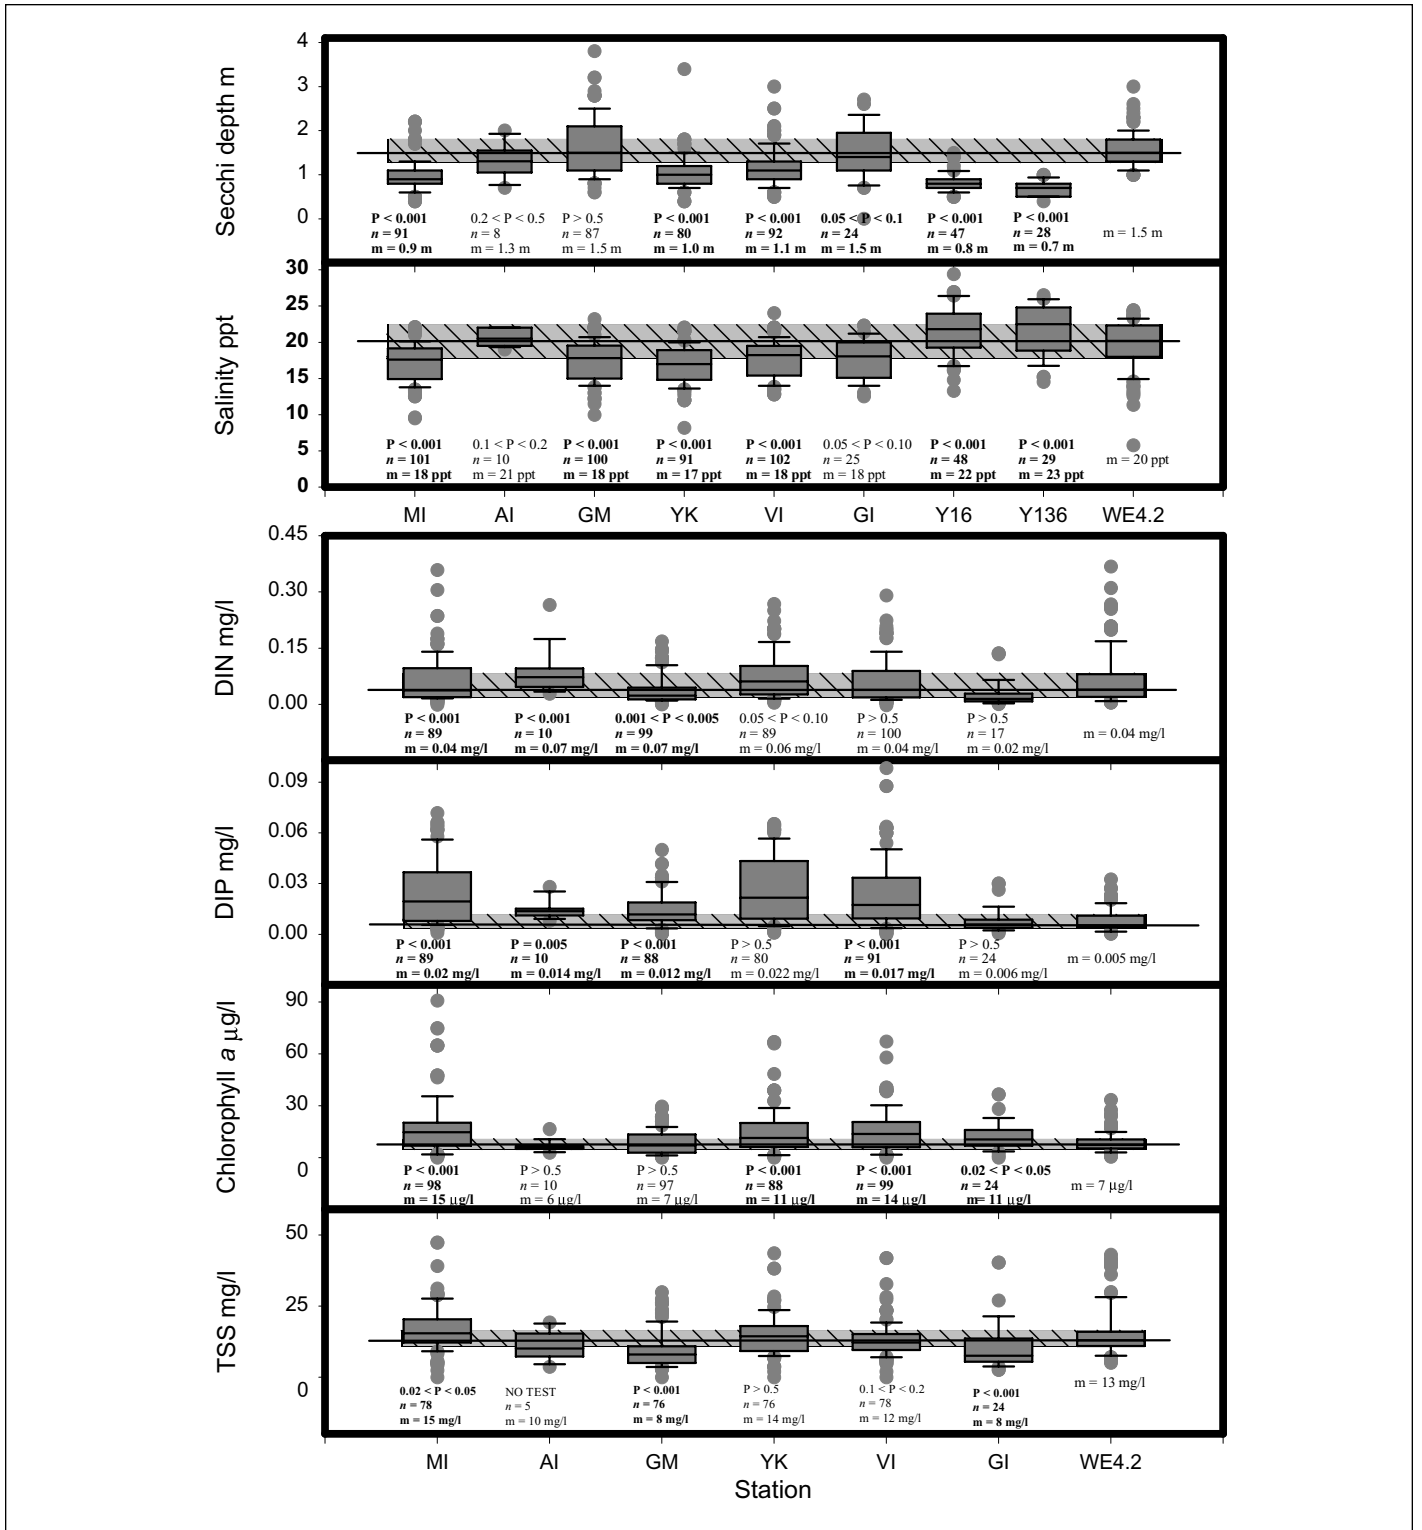 Secchi depth m
4
3
2
1
0
P < 0.001 0.2 < P < 0.5 P > 0.5 P < 0.001 P < 0.001 0.05 < P < 0.1 P < 0.001 P < 0.001
n = 91 n = 8 n = 87 n = 80 n = 92 n = 24 n = 47 n = 28
m = 0.9 m m = 1.3 m m = 1.5 m m = 1.0 m m = 1.1 m m = 1.5 m m = 0.8 m m = 0.7 m m = 1.5 m
Salinity ppt
30
25
20
15
10
5
0
P < 0.001 0.1 < P < 0.2 P < 0.001 P < 0.001 P < 0.001 0.05 < P < 0.10 P < 0.001 P < 0.001
n = 101 n = 10 n = 100 n = 91 n = 102 n = 25 n = 48 n = 29
m = 18 ppt m = 21 ppt m = 18 ppt m = 17 ppt m = 18 ppt m = 18 ppt m = 22 ppt m = 23 ppt m = 20 ppt
MI AI GM YK VI GI Y16 Y136 WE4.2
DIN mg/l
0.45
0.30
0.15
0.00
P < 0.001 P < 0.001 0.001 < P < 0.005 0.05 < P < 0.10 P > 0.5 P > 0.5
n = 89 n = 10 n = 99 n = 89 n = 100 n = 17
m = 0.04 mg/l m = 0.07 mg/l m = 0.07 mg/l m = 0.06 mg/l m = 0.04 mg/l m = 0.02 mg/l m = 0.04 mg/l
DIP mg/l
0.09
0.06
0.03
0.00
P < 0.001 P = 0.005 P < 0.001 P > 0.5 P < 0.001 P > 0.5
n = 89 n = 10 n = 88 n = 80 n = 91 n = 24
m = 0.02 mg/l m = 0.014 mg/l m = 0.012 mg/l m = 0.022 mg/l m = 0.017 mg/l m = 0.006 mg/l m = 0.005 mg/l
Chlorophyll a µg/l
90
60
30
0
P < 0.001 P > 0.5 P > 0.5 P < 0.001 P < 0.001 0.02 < P < 0.05
n = 98 n = 10 n = 97 n = 88 n = 99 n = 24
m = 15 µg/l m = 6 µg/l m = 7 µg/l m = 11 µg/l m = 14 µg/l m = 11 µg/l m = 7 µg/l
TSS mg/l
50
25
0
0.02 < P < 0.05 NO TEST P < 0.001 P > 0.5 0.1 < P < 0.2 P < 0.001
n = 78 n = 5 n = 76 n = 76 n = 78 n = 24
m = 15 mg/l m = 10 mg/l m = 8 mg/l m = 14 mg/l m = 12 mg/l m = 8 mg/l m = 13 mg/l
MI AI GM YK VI GI WE4.2
Station